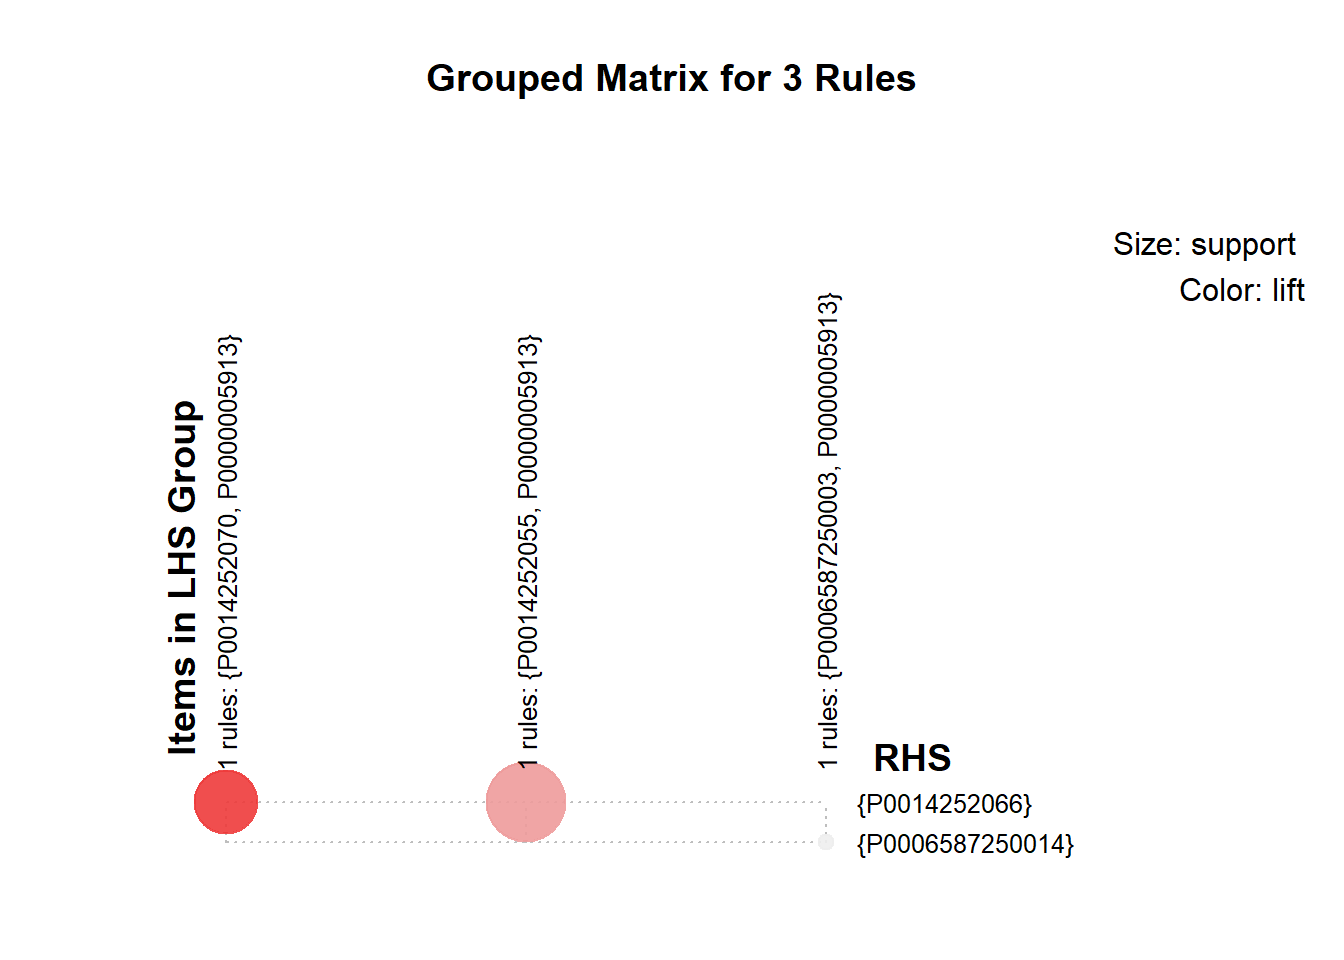 Grouped Matrix for 3 Rules
Size: support
Color: lift
Items in LHS Group
1 rules: {P0014252070, P0000005913}
1 rules: {P0014252055, P0000005913}
1 rules: {P0006587250003, P0000005913}
RHS
{P0014252066}
{P0006587250014}